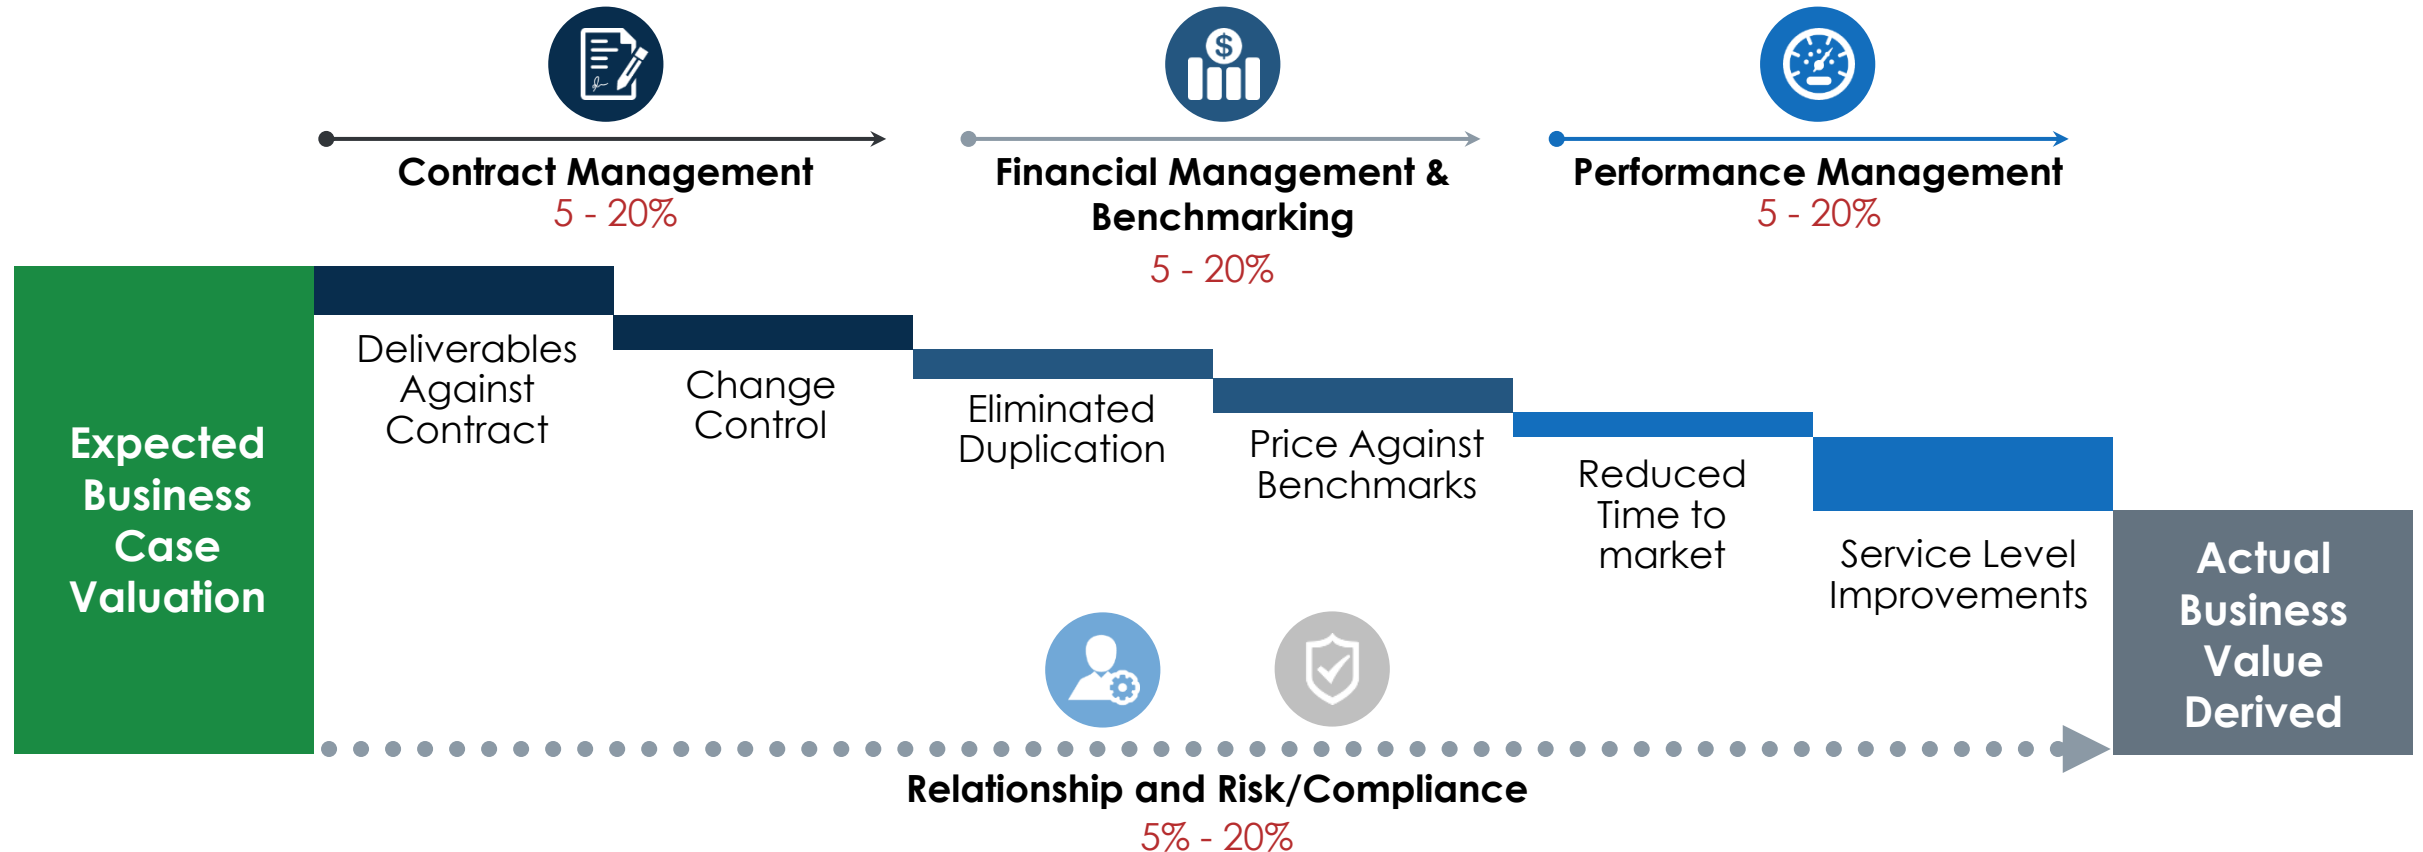 Contract Management
5 - 20%
Financial Management &
Benchmarking
5 - 20%
Performance Management
5 - 20%
$
Expected
Business
Case
Valuation
Deliverables
Against
Contract
Change
Control
Eliminated
Duplication
Price Against
Benchmarks
Reduced
Time to
market
Service Level
Improvements
Actual
Business
Value
Derived
Relationship and Risk/Compliance
5% - 20%